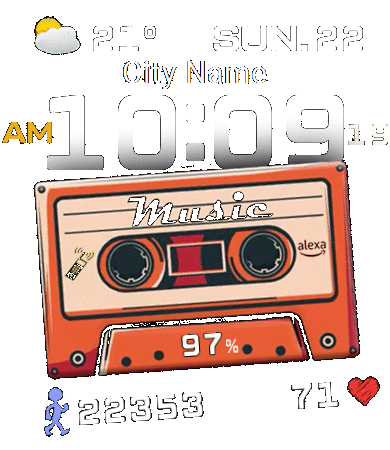 21° SUN. 22
City Name
AM 10:09 19
Music
alexa
97 %
22353 71